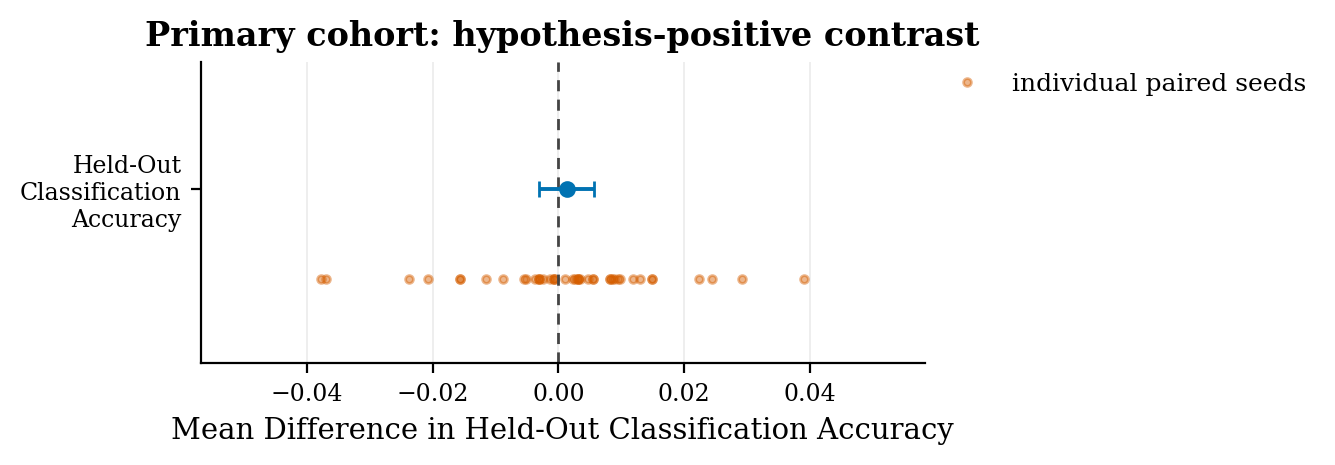 Primary cohort: hypothesis-positive contrast
individual paired seeds
Held-Out
Classification
Accuracy
−0.04 −0.02 0.00 0.02 0.04
Mean Difference in Held-Out Classification Accuracy